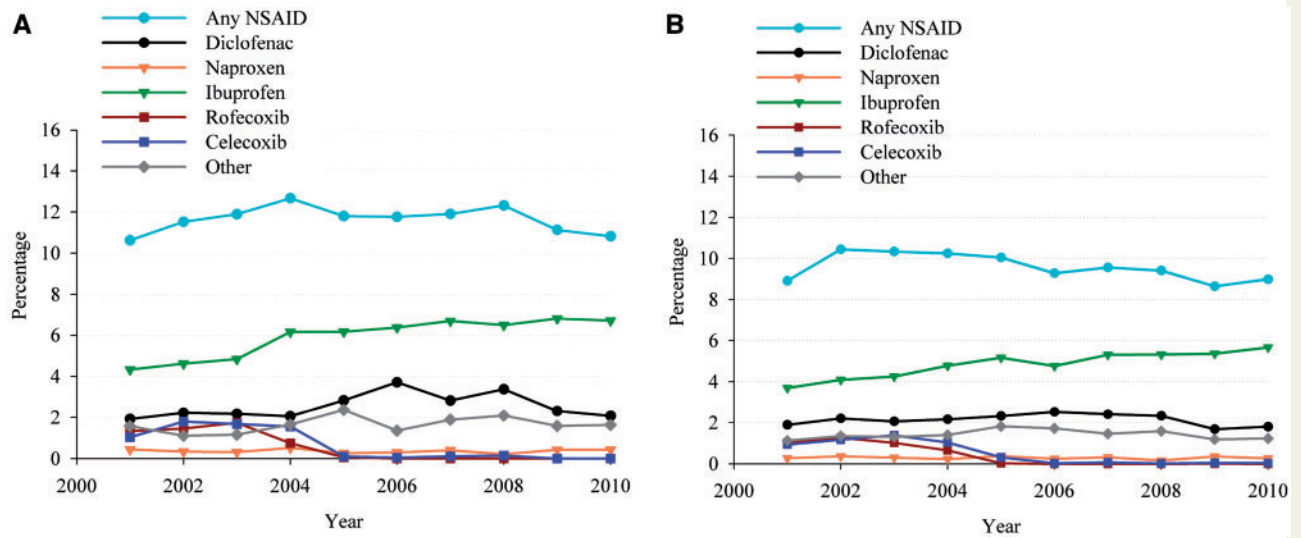 A
Any NSAID
Diclofenac
Naproxen
Ibuprofen
Rofecoxib
Celecoxib
Other
16
14
12
10
8
6
4
2
0
Percentage
2000 2002 2004 2006 2008 2010
Year
B
Any NSAID
Diclofenac
Naproxen
Ibuprofen
Rofecoxib
Celecoxib
Other
16
14
12
10
8
6
4
2
0
Percentage
2000 2002 2004 2006 2008 2010
Year